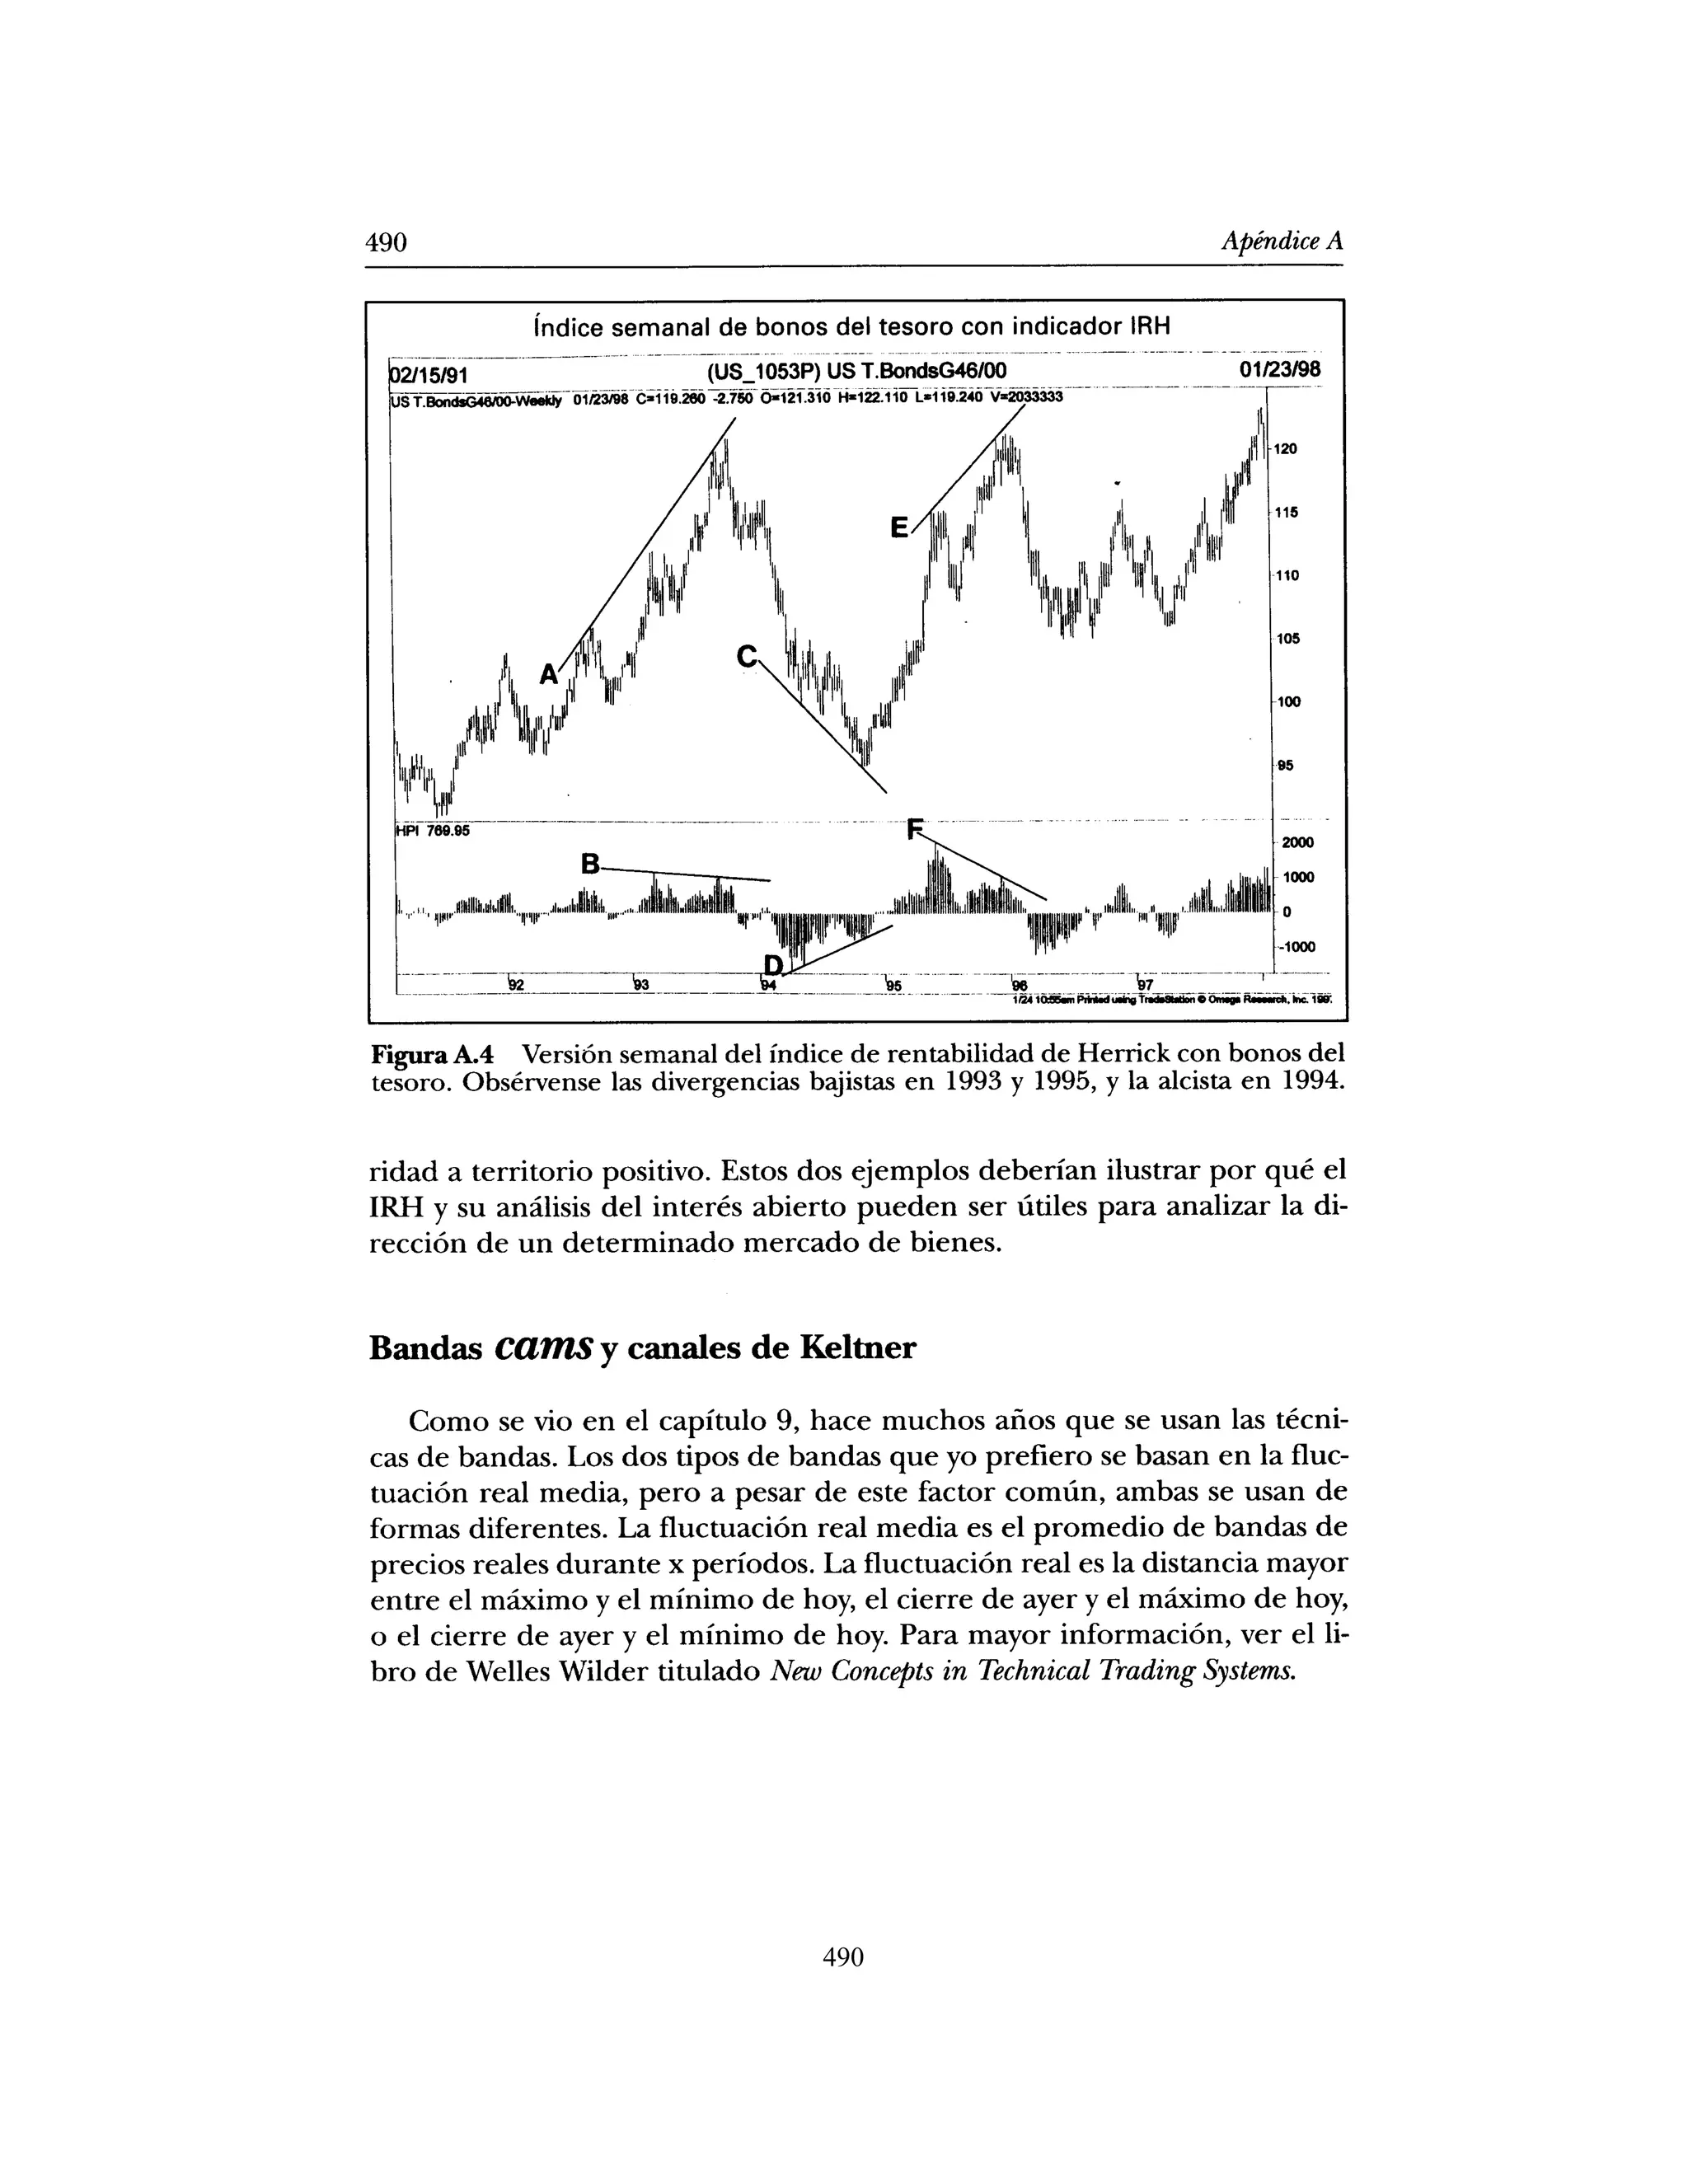 490 Apéndice A
Índice semanal de bonos del tesoro con indicador IRH
02/15/91 (US_1053P) US T.BondsG46/00 01/23/98
US T.BondsG46/00-Weekly 01/23/98 C=119.260 -2.750 O=121.310 H=122.110 L=119.240 V=2033333
120
115
E
110
105
C
A
100
95
HPI 769.95
F
2000
B
1000
0
-1000
D
92 93 94 95 96 97
1/24 10:55am Printed using TradeStation © Omega Research, Inc.
Figura A.4 Versión semanal del índice de rentabilidad de Herrick con bonos del
tesoro. Obsérvense las divergencias bajistas en 1993 y 1995, y la alcista en 1994.
ridad a territorio positivo. Estos dos ejemplos deberían ilustrar por qué el
IRH y su análisis del interés abierto pueden ser útiles para analizar la di-
rección de un determinado mercado de bienes.
Bandas cams y canales de Keltner
Como se vio en el capítulo 9, hace muchos años que se usan las técni-
cas de bandas. Los dos tipos de bandas que yo prefiero se basan en la fluc-
tuación real media, pero a pesar de este factor común, ambas se usan de
formas diferentes. La fluctuación real media es el promedio de bandas de
precios reales durante x períodos. La fluctuación real es la distancia mayor
entre el máximo y el mínimo de hoy, el cierre de ayer y el máximo de hoy,
o el cierre de ayer y el mínimo de hoy. Para mayor información, ver el li-
bro de Welles Wilder titulado New Concepts in Technical Trading Systems.
490